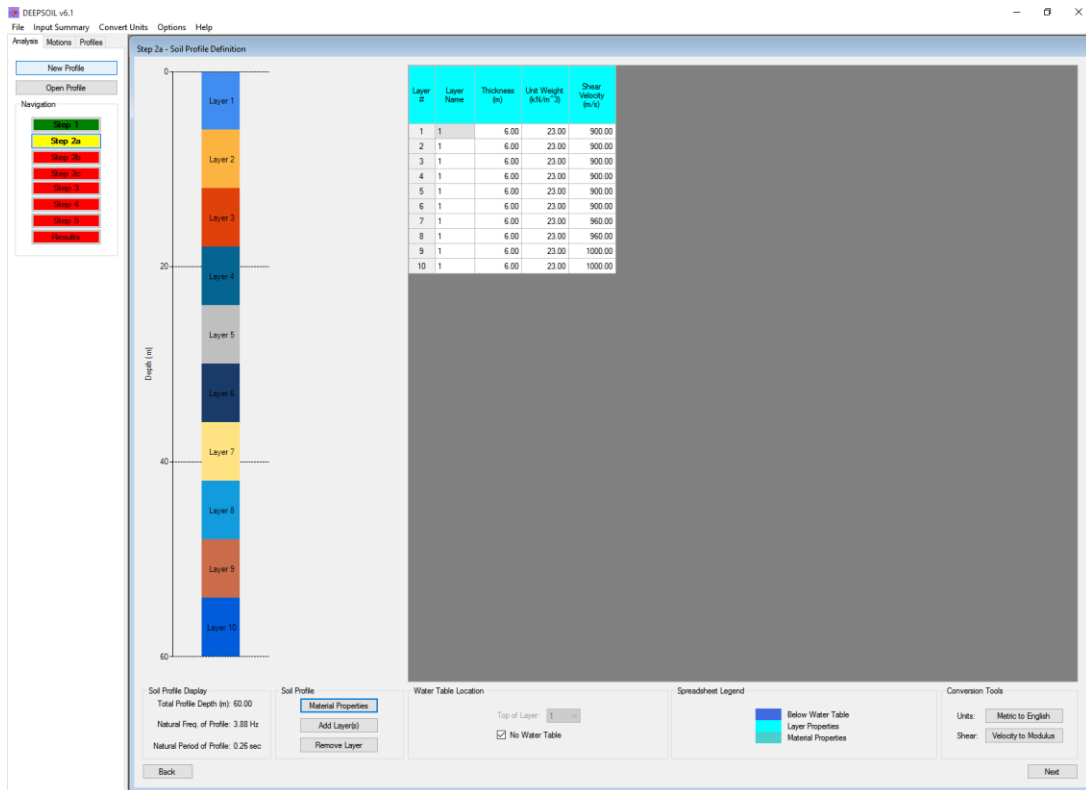 DEEPSOIL v6.1
File Input Summary Convert Units Options Help
Analysis Motions Profiles
New Profile
Open Profile
Navigation
Step 1
Step 2a
Step 2b
Step 2c
Step 3
Step 4
Step 5
Results
Step 2a - Soil Profile Definition
Depth (m)
0
20
40
60
Layer 1
Layer 2
Layer 3
Layer 4
Layer 5
Layer 6
Layer 7
Layer 8
Layer 9
Layer 10
Layer # Layer Name Thickness (m) Unit Weight (kN/m^3) Shear Velocity (m/s)
1 1 6.00 23.00 900.00
2 1 6.00 23.00 900.00
3 1 6.00 23.00 900.00
4 1 6.00 23.00 900.00
5 1 6.00 23.00 900.00
6 1 6.00 23.00 900.00
7 1 6.00 23.00 960.00
8 1 6.00 23.00 960.00
9 1 6.00 23.00 1000.00
10 1 6.00 23.00 1000.00
Soil Profile Display
Total Profile Depth (m): 60.00
Natural Freq. of Profile: 3.88 Hz
Natural Period of Profile: 0.26 sec
Soil Profile
Material Properties
Add Layer(s)
Remove Layer
Water Table Location
Top of Layer: 1
No Water Table
Spreadsheet Legend
Below Water Table
Layer Properties
Material Properties
Conversion Tools
Units: Metric to English
Shear: Velocity to Modulus
Back
Next